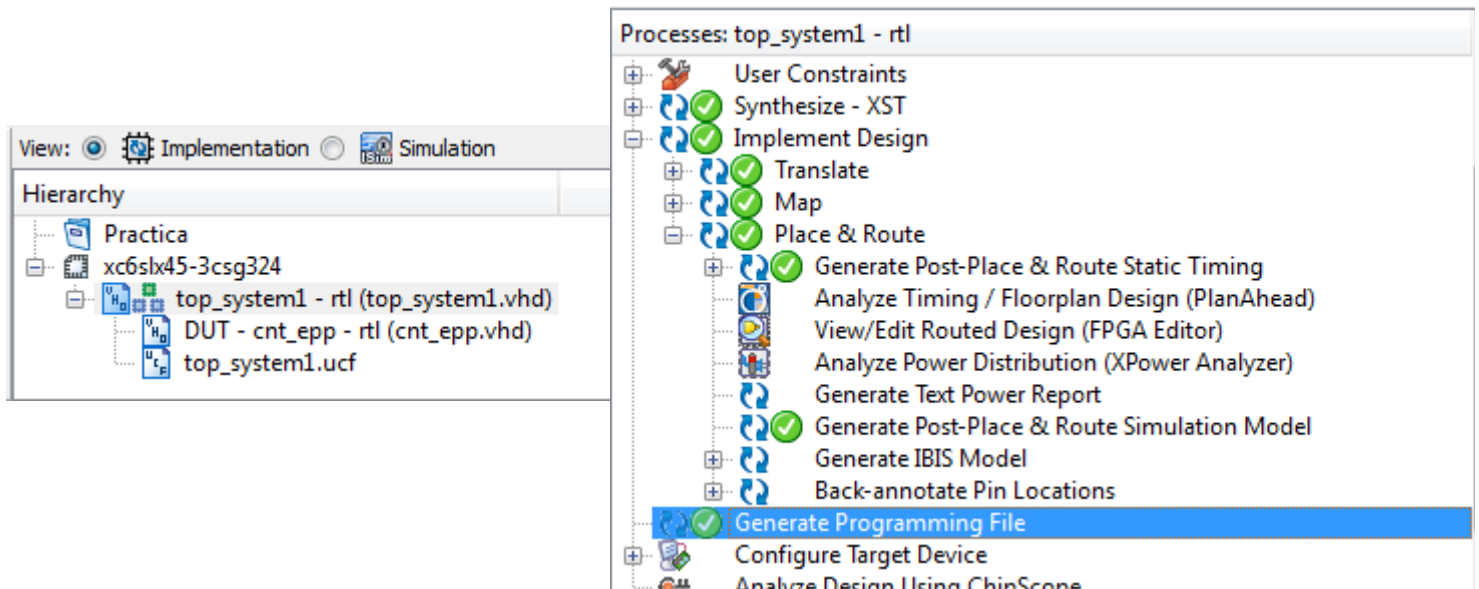 View: Implementation Simulation
Hierarchy
Practica
xc6slx45-3csg324
top_system1 - rtl (top_system1.vhd)
DUT - cnt_epp - rtl (cnt_epp.vhd)
top_system1.ucf
Processes: top_system1 - rtl
User Constraints
Synthesize - XST
Implement Design
Translate
Map
Place & Route
Generate Post-Place & Route Static Timing
Analyze Timing / Floorplan Design (PlanAhead)
View/Edit Routed Design (FPGA Editor)
Analyze Power Distribution (XPower Analyzer)
Generate Text Power Report
Generate Post-Place & Route Simulation Model
Generate IBIS Model
Back-annotate Pin Locations
Generate Programming File
Configure Target Device
Analyze Design Using ChipScope